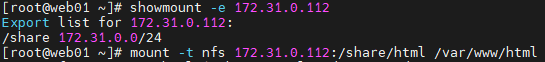 [root@web01 ~]# showmount -e 172.31.0.112
Export list for 172.31.0.112:
/share 172.31.0.0/24
[root@web01 ~]# mount -t nfs 172.31.0.112:/share/html /var/www/html